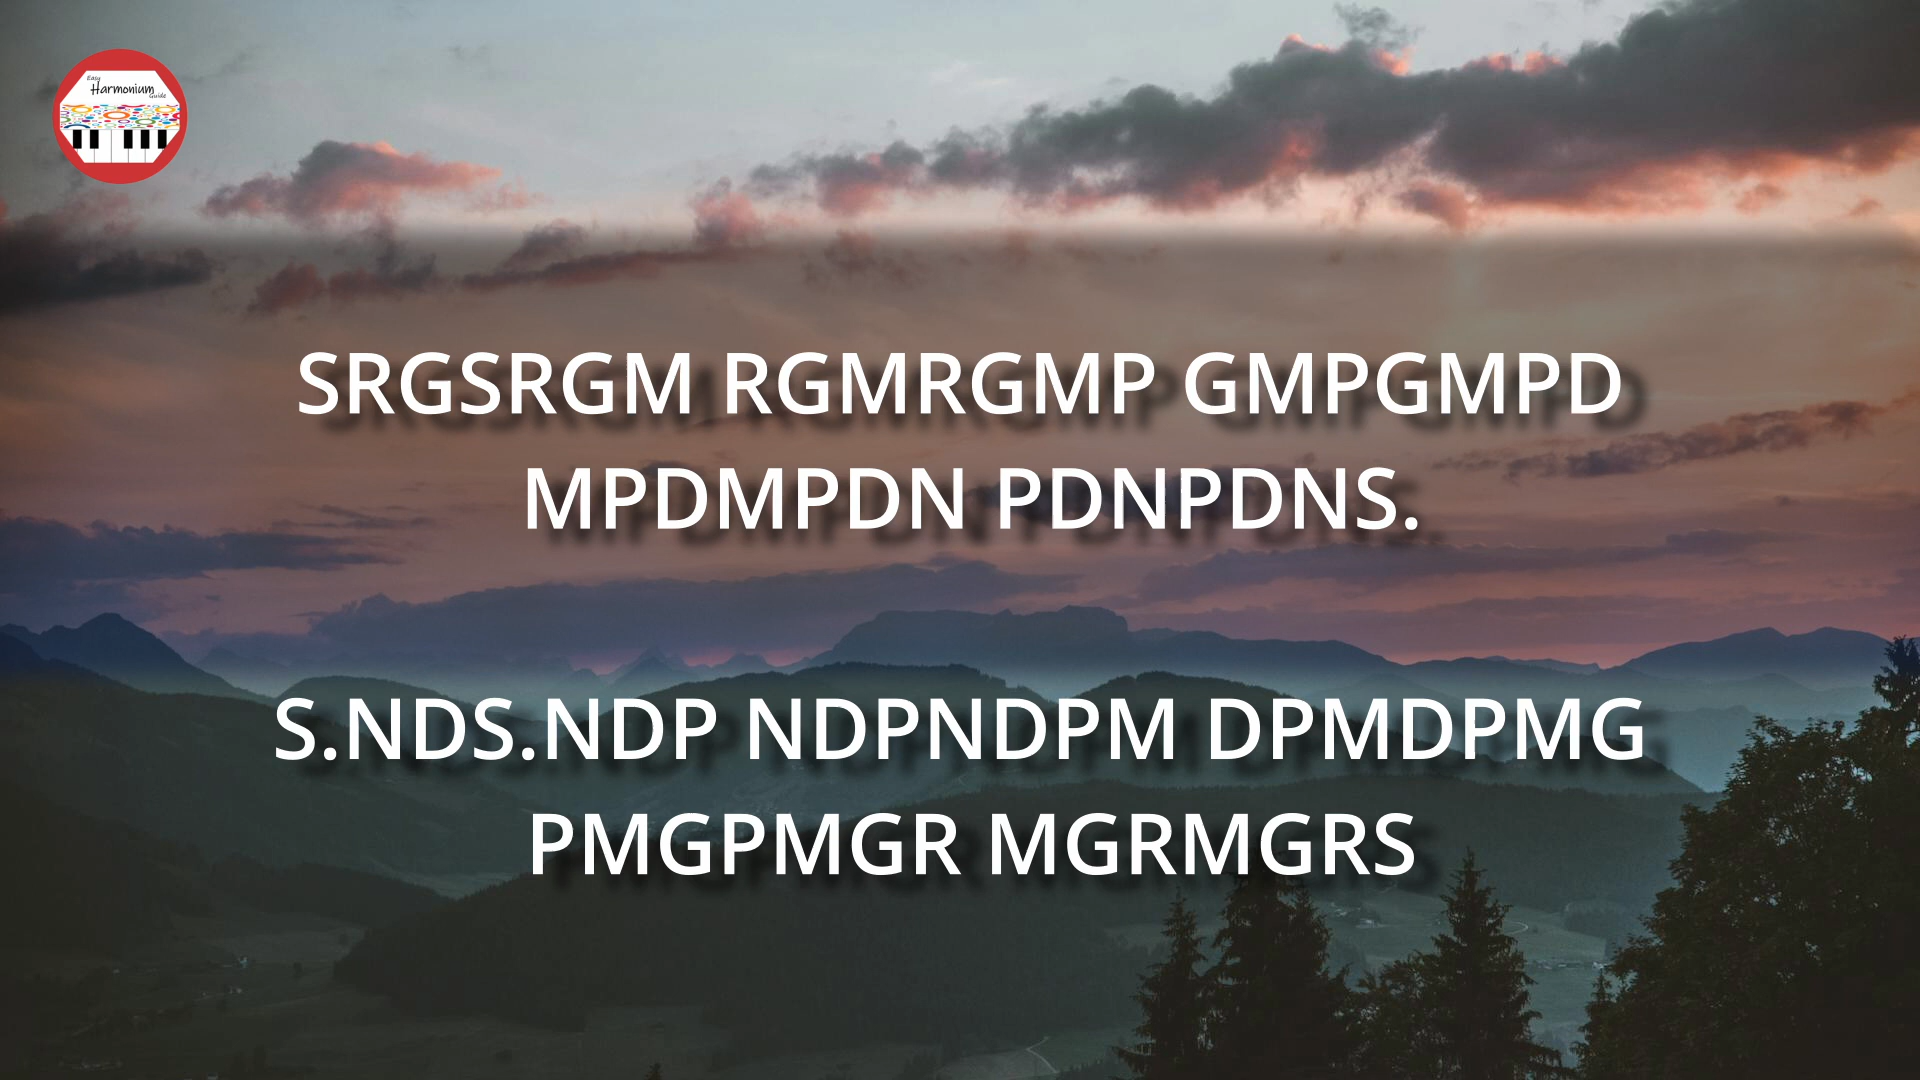 Easy
Harmonium
Guide
SRGSRGM RGMRGMP GMPGMPD
MPDMPDN PDNPDNS.
S.NDS.NDP NDPNDPM DPMDPMG
PMGPMGR MGRMGRS